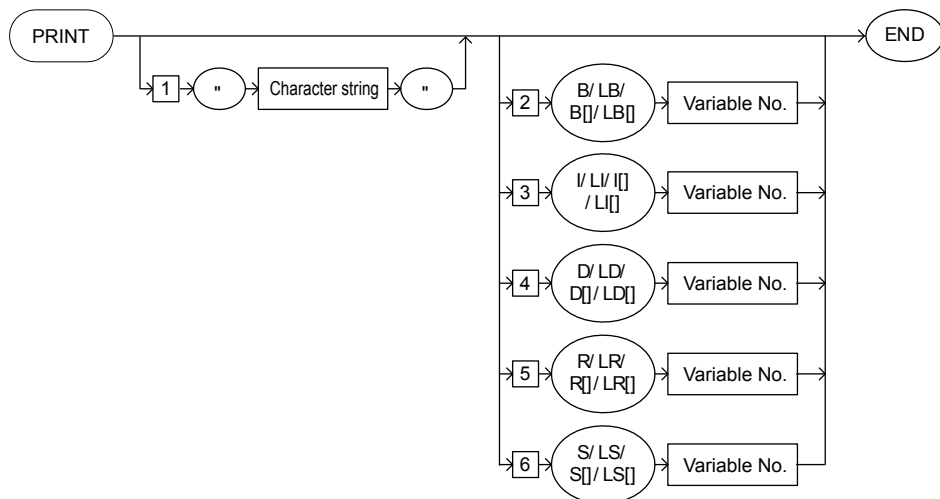 PRINT
END
1
"
Character string
"
2
B/ LB/
B[]/ LB[]
Variable No.
3
I/ LI/ I[]
/ LI[]
Variable No.
4
D/ LD/
D[]/ LD[]
Variable No.
5
R/ LR/
R[]/ LR[]
Variable No.
6
S/ LS/
S[]/ LS[]
Variable No.